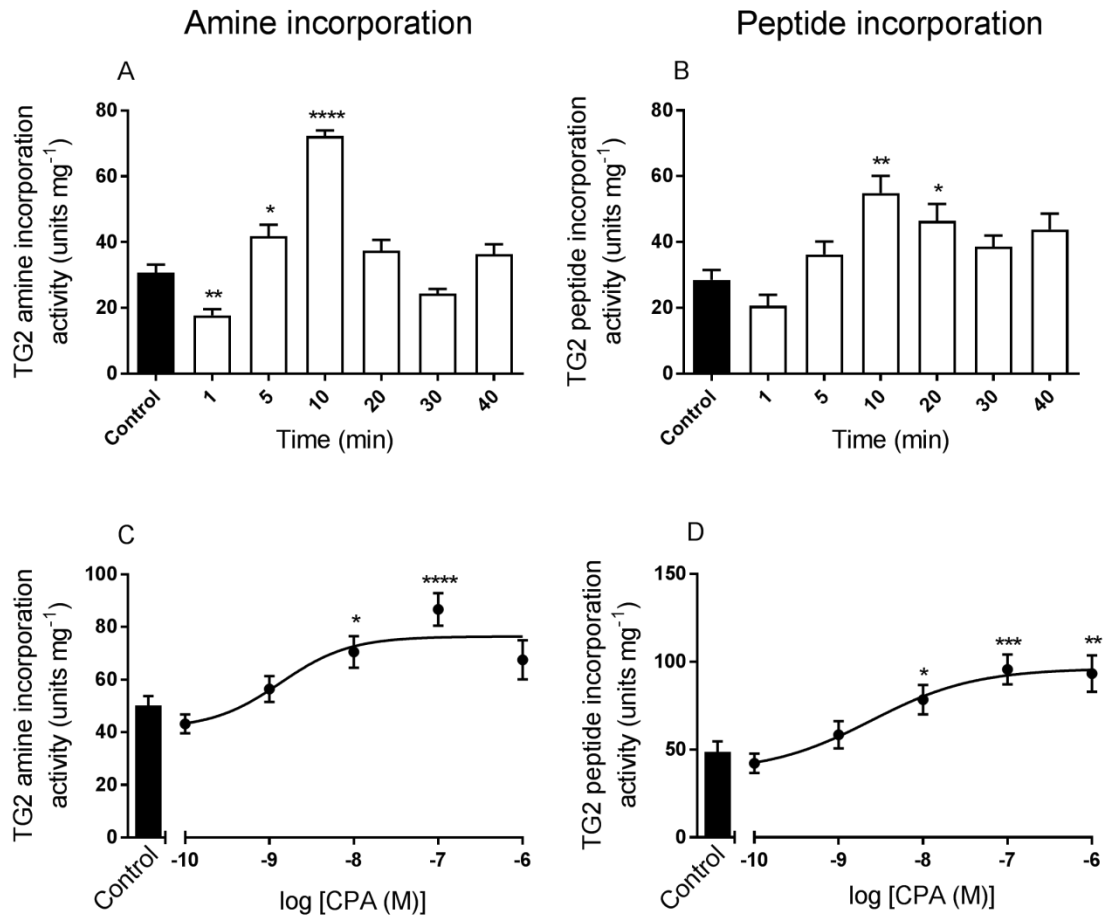 Amine incorporation
Peptide incorporation
A
TG2 amine incorporation
activity (units mg⁻¹)
80
60
40
20
0
**
*
****
Control
1
5
10
20
30
40
Time (min)
B
TG2 peptide incorporation
activity (units mg⁻¹)
80
60
40
20
0
**
*
Control
1
5
10
20
30
40
Time (min)
C
TG2 amine incorporation
activity (units mg⁻¹)
100
80
60
40
20
0
*
****
Control
-10
-9
-8
-7
-6
log [CPA (M)]
D
TG2 peptide incorporation
activity (units mg⁻¹)
150
100
50
0
*
***
**
Control
-10
-9
-8
-7
-6
log [CPA (M)]